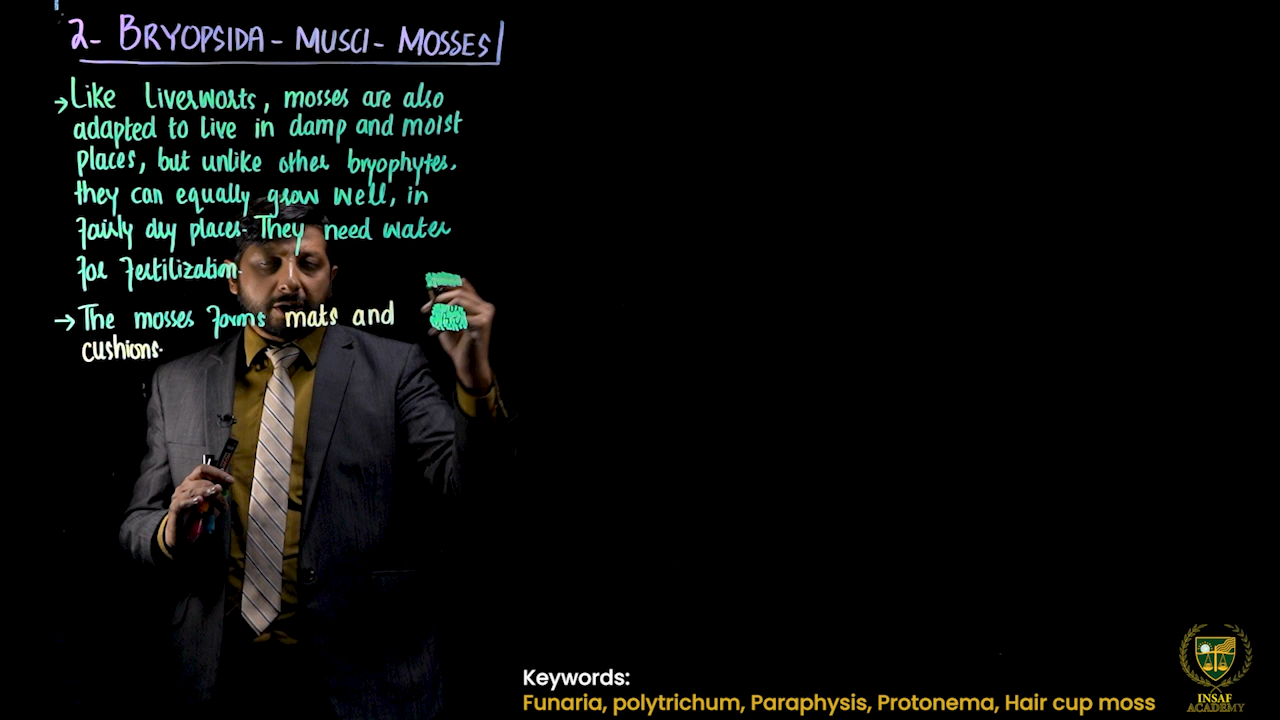 2- BRYOPSIDA - MUSCI - MOSSES
→ Like Liverworts, mosses are also
adapted to live in damp and moist
places, but unlike other bryophytes.
they can equally grow well, in
fairly dry places. They need water
for fertilization.
→ The mosses forms mats and
cushions.
Keywords:
Funaria, polytrichum, Paraphysis, Protonema, Hair cup moss
INSAF
ACADEMY